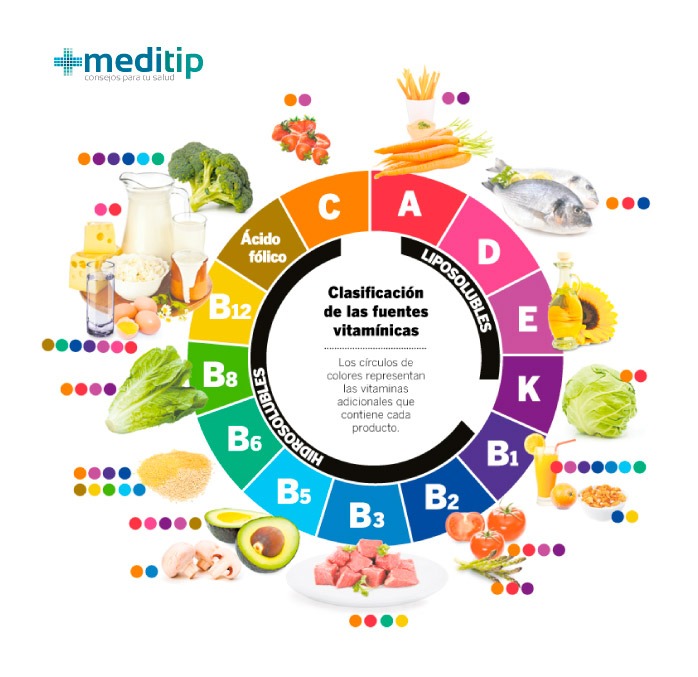 meditip
consejos para tu salud
C
A
D
E
K
B1
B2
B3
B5
B6
B8
B12
Ácido
fólico
LIPOSOLUBLES
HIDROSOLUBLES
Clasificación
de las fuentes
vitamínicas
Los círculos de
colores representan
las vitaminas
adicionales que
contiene cada
producto.